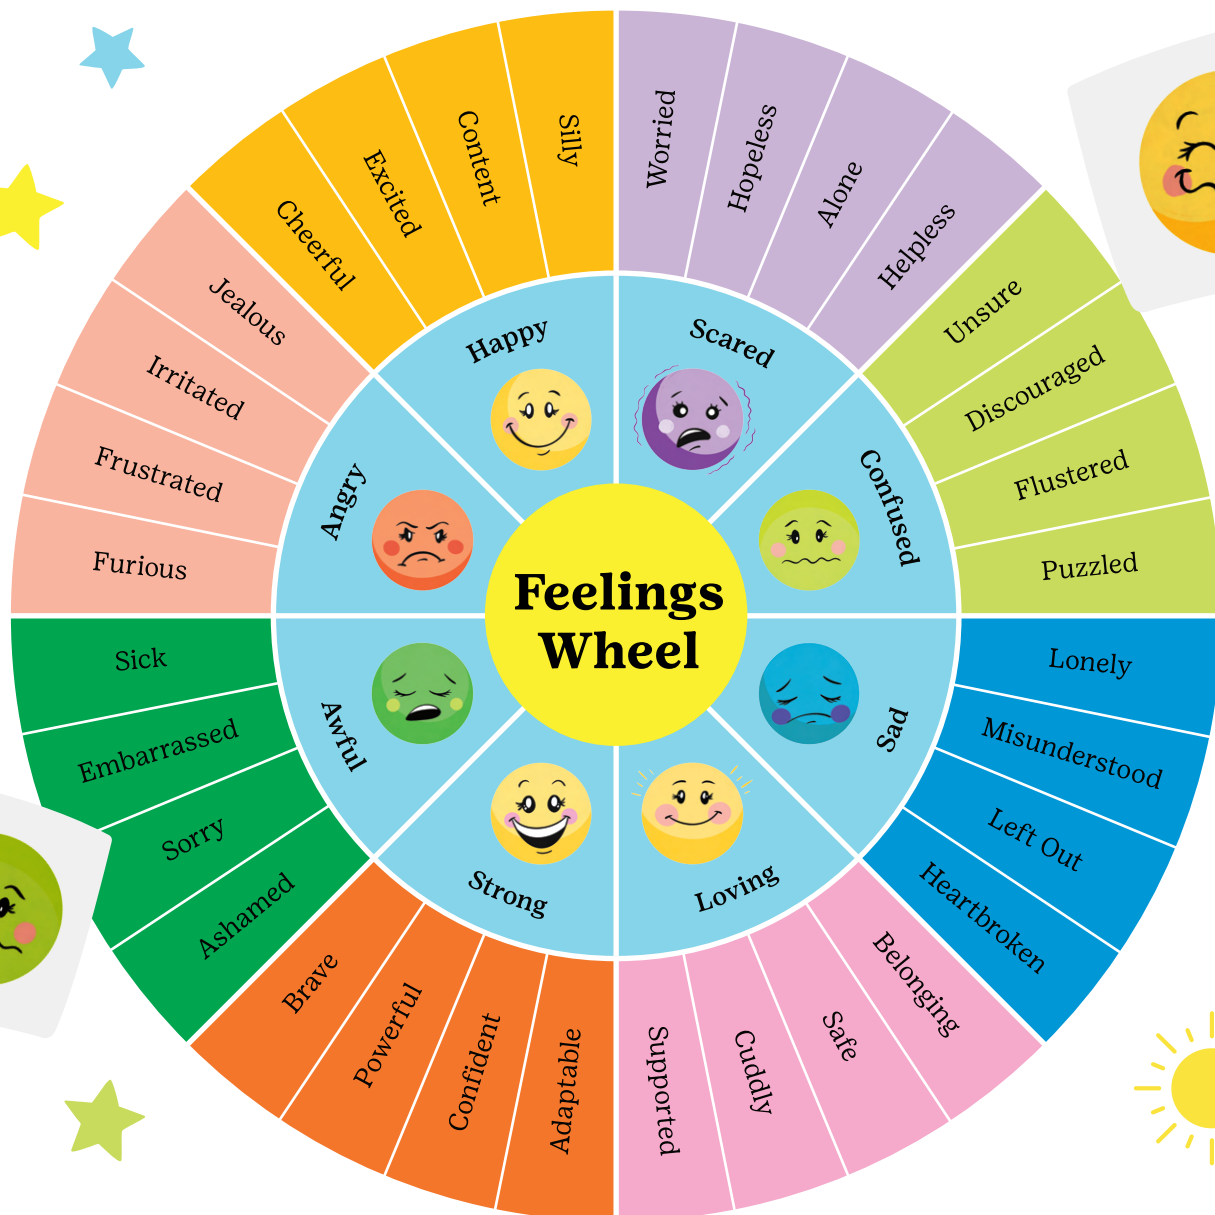 Feelings
Wheel
Happy
Scared
Confused
Sad
Loving
Strong
Awful
Angry
Cheerful
Excited
Content
Silly
Worried
Hopeless
Alone
Helpless
Unsure
Discouraged
Flustered
Puzzled
Lonely
Misunderstood
Left Out
Heartbroken
Belonging
Safe
Cuddly
Supported
Adaptable
Confident
Powerful
Brave
Ashamed
Sorry
Embarrassed
Sick
Furious
Frustrated
Irritated
Jealous